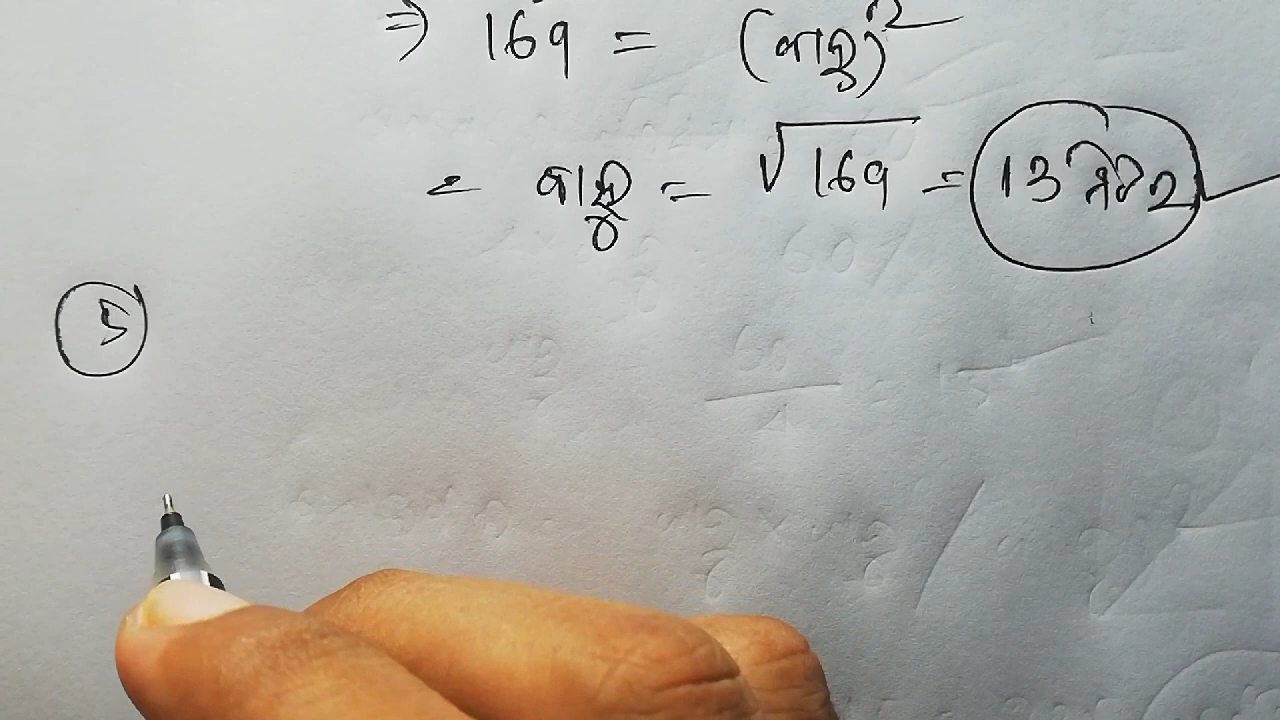 ⇒ 169 = (ବାହୁ)²
= ବାହୁ = √169 = 13 ମିଟର
5